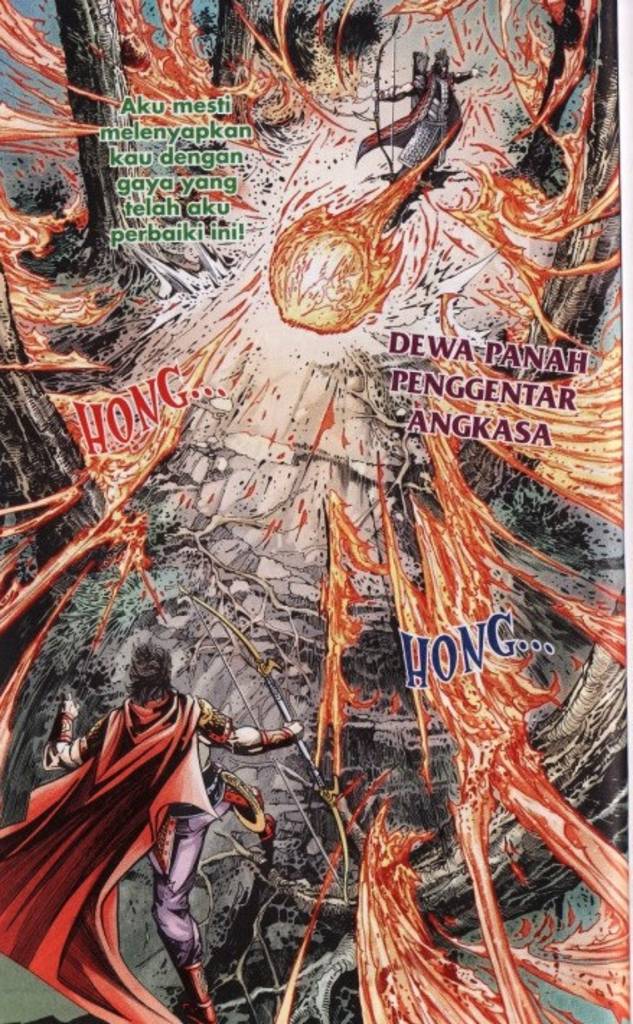 Aku mesti
melenyapkan
kau dengan
gaya yang
telah aku
perbaiki ini!
DEWA PANAH
PENGGENTAR
ANGKASA
HONG...
HONG...